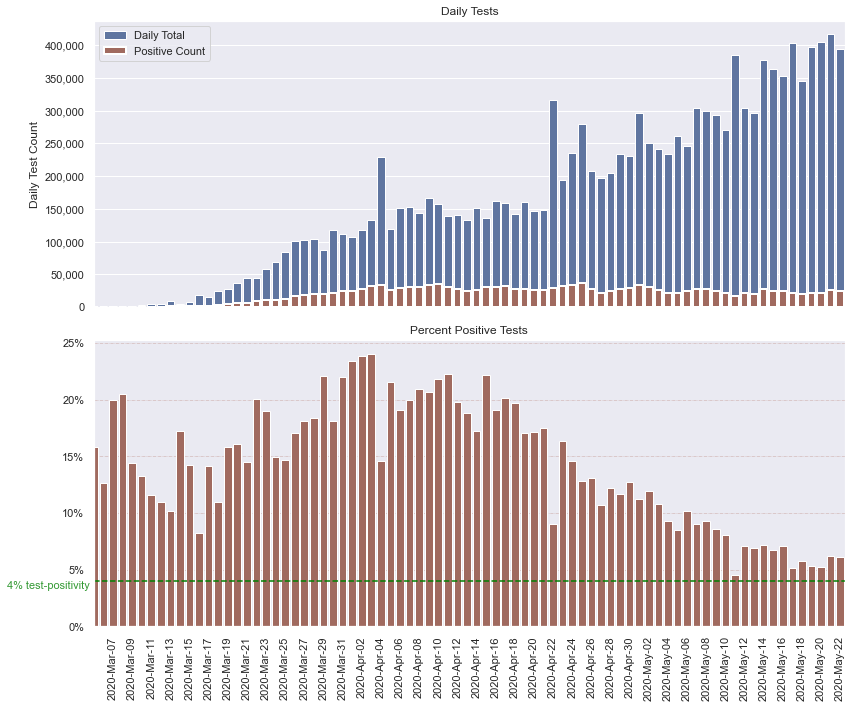 Daily Tests
Daily Total
Positive Count
400,000
350,000
300,000
250,000
200,000
150,000
100,000
50,000
0
Daily Test Count
Percent Positive Tests
25%
20%
15%
10%
5%
4% test-positivity
0%
2020-Mar-07
2020-Mar-09
2020-Mar-11
2020-Mar-13
2020-Mar-15
2020-Mar-17
2020-Mar-19
2020-Mar-21
2020-Mar-23
2020-Mar-25
2020-Mar-27
2020-Mar-29
2020-Mar-31
2020-Apr-02
2020-Apr-04
2020-Apr-06
2020-Apr-08
2020-Apr-10
2020-Apr-12
2020-Apr-14
2020-Apr-16
2020-Apr-18
2020-Apr-20
2020-Apr-22
2020-Apr-24
2020-Apr-26
2020-Apr-28
2020-Apr-30
2020-May-02
2020-May-04
2020-May-06
2020-May-08
2020-May-10
2020-May-12
2020-May-14
2020-May-16
2020-May-18
2020-May-20
2020-May-22